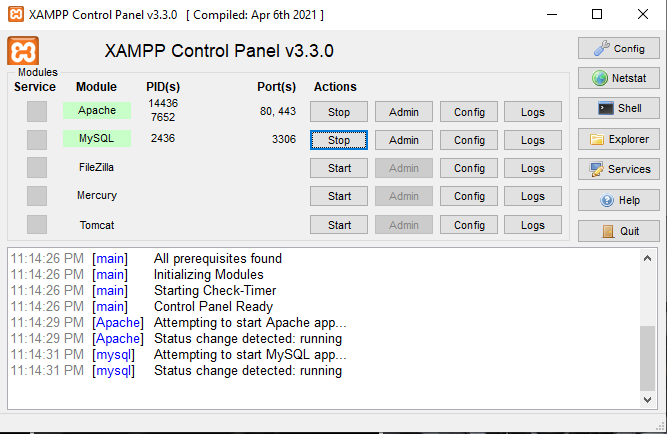 XAMPP Control Panel v3.3.0 [ Compiled: Apr 6th 2021 ]
XAMPP Control Panel v3.3.0
Config
Modules
Service Module PID(s) Port(s) Actions
Netstat
Apache 14436 7652 80, 443 Stop Admin Config Logs
Shell
MySQL 2436 3306 Stop Admin Config Logs
Explorer
FileZilla Start Admin Config Logs
Services
Mercury Start Admin Config Logs
Help
Tomcat Start Admin Config Logs
Quit
11:14:26 PM [main] All prerequisites found
11:14:26 PM [main] Initializing Modules
11:14:26 PM [main] Starting Check-Timer
11:14:26 PM [main] Control Panel Ready
11:14:29 PM [Apache] Attempting to start Apache app...
11:14:29 PM [Apache] Status change detected: running
11:14:31 PM [mysql] Attempting to start MySQL app...
11:14:31 PM [mysql] Status change detected: running